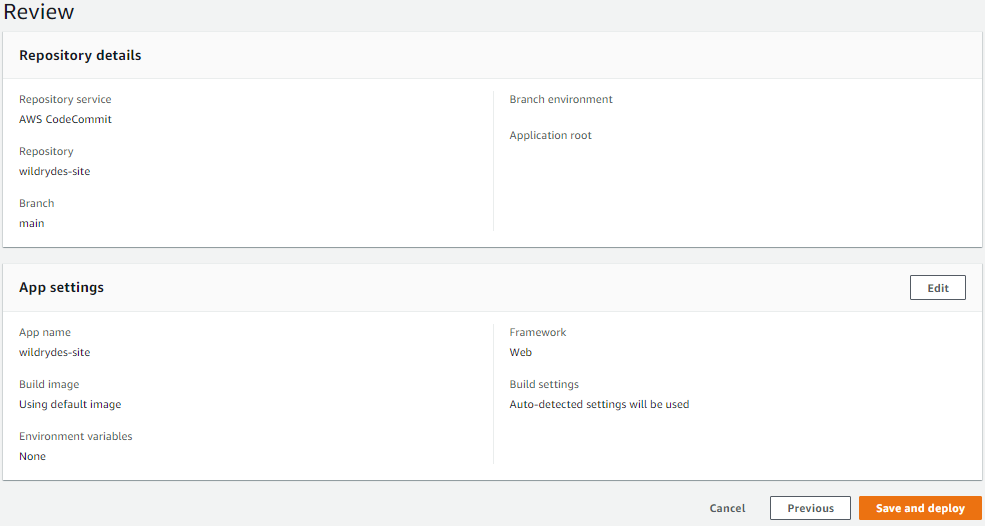 Review
Repository details
Repository service
AWS CodeCommit
Repository
wildrydes-site
Branch
main
Branch environment
Application root
App settings
Edit
App name
wildrydes-site
Build image
Using default image
Environment variables
None
Framework
Web
Build settings
Auto-detected settings will be used
Cancel
Previous
Save and deploy